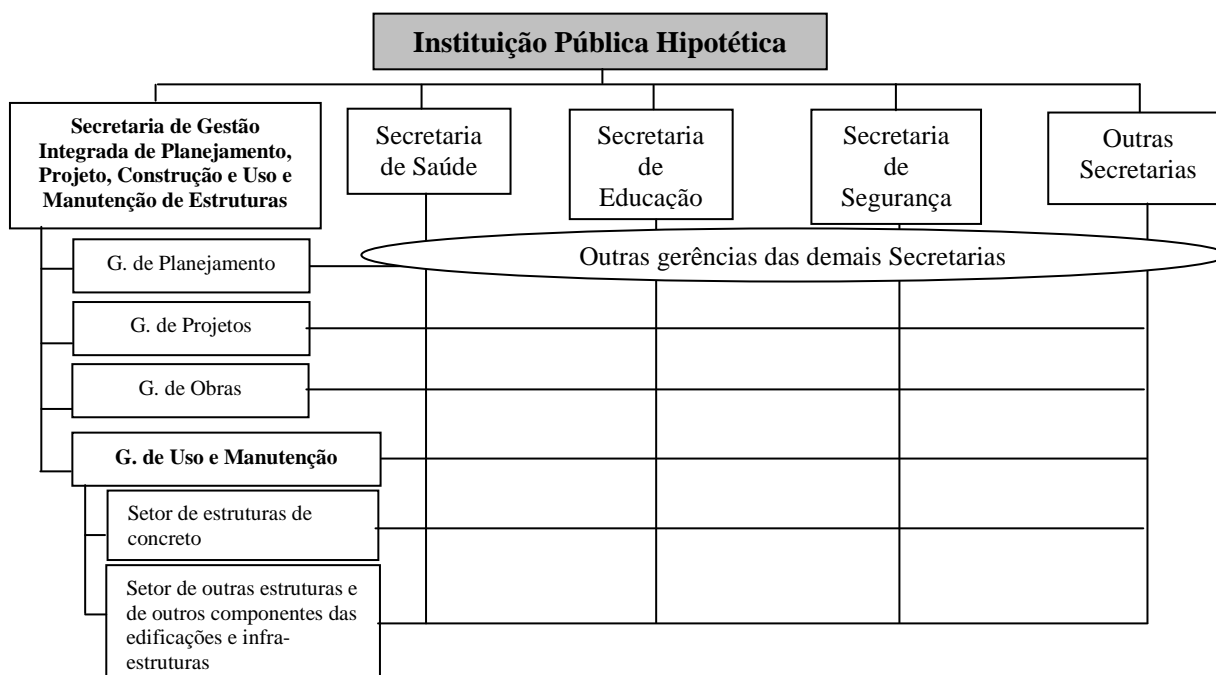 Instituição Pública Hipotética
Secretaria de Gestão
Integrada de Planejamento,
Projeto, Construção e Uso e
Manutenção de Estruturas
Secretaria
de Saúde
Secretaria
de
Educação
Secretaria
de
Segurança
Outras
Secretarias
G. de Planejamento
Outras gerências das demais Secretarias
G. de Projetos
G. de Obras
G. de Uso e Manutenção
Setor de estruturas de
concreto
Setor de outras estruturas e
de outros componentes das
edificações e infra-
estruturas